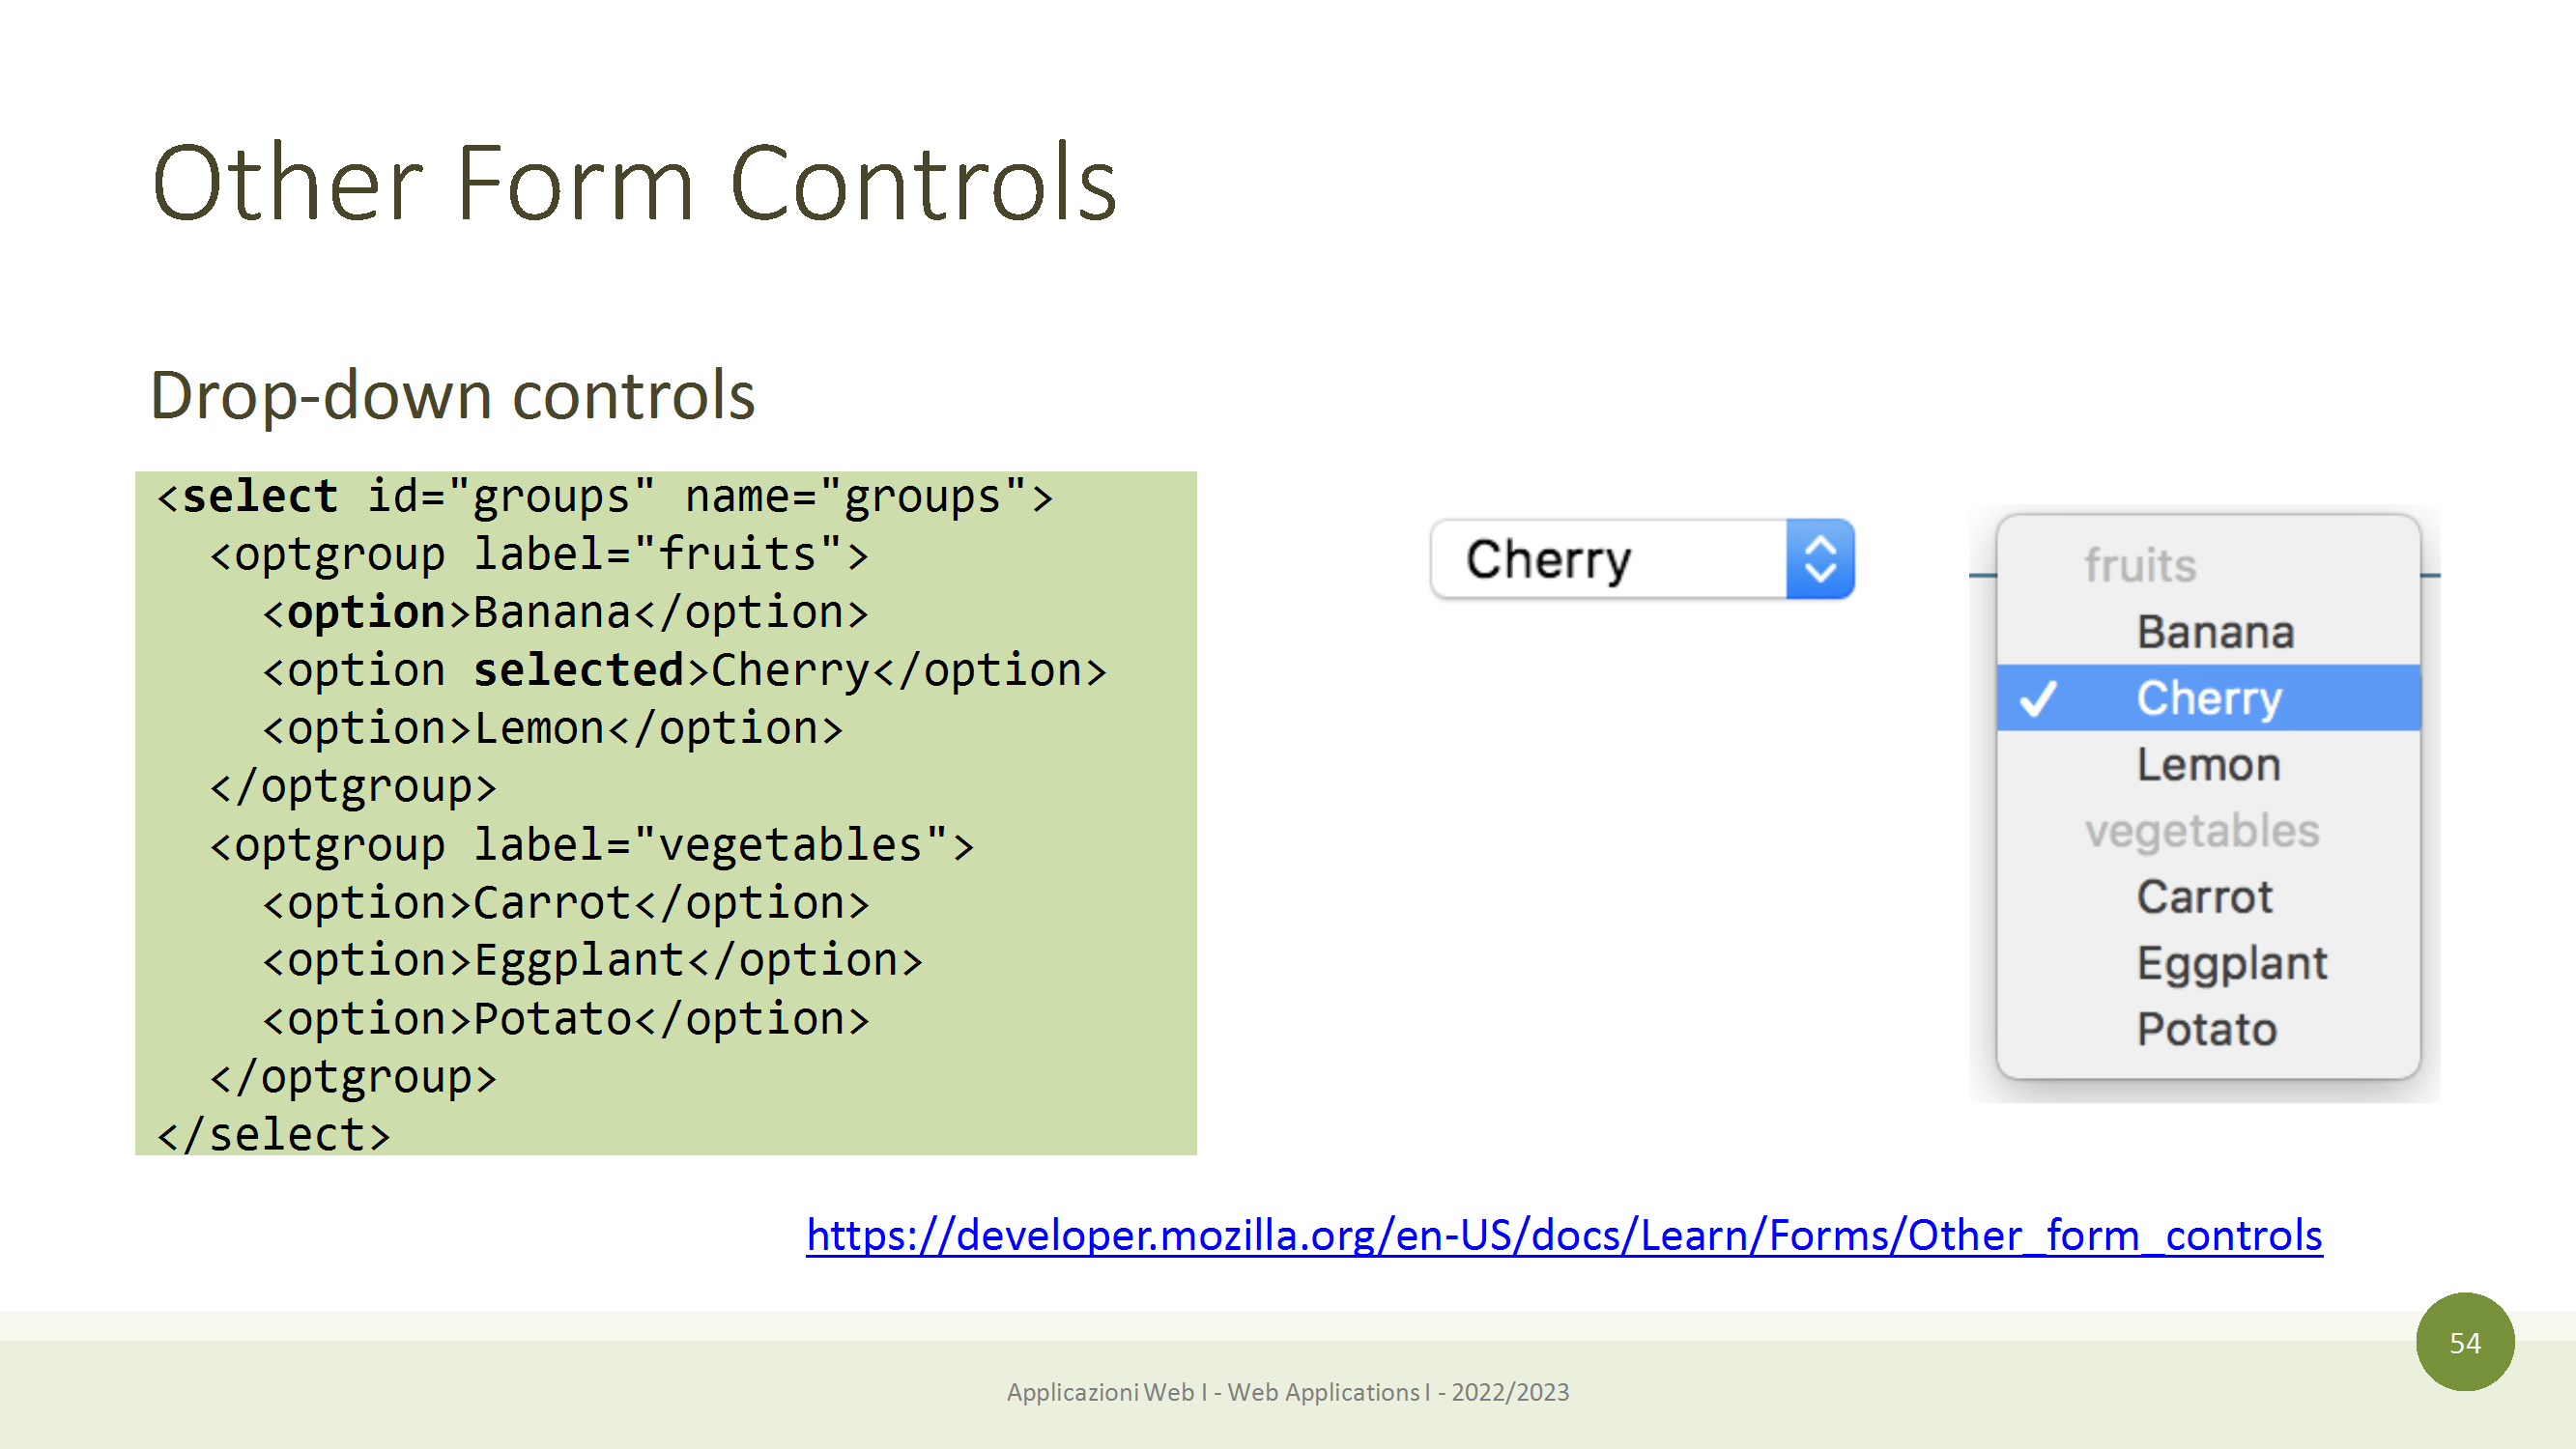 Other Form Controls
Drop-down controls
<select id="groups" name="groups">
  <optgroup label="fruits">
    <option>Banana</option>
    <option selected>Cherry</option>
    <option>Lemon</option>
  </optgroup>
  <optgroup label="vegetables">
    <option>Carrot</option>
    <option>Eggplant</option>
    <option>Potato</option>
  </optgroup>
</select>
Cherry
fruits
Banana
✓ Cherry
Lemon
vegetables
Carrot
Eggplant
Potato
https://developer.mozilla.org/en-US/docs/Learn/Forms/Other_form_controls
54
Applicazioni Web I - Web Applications I - 2022/2023